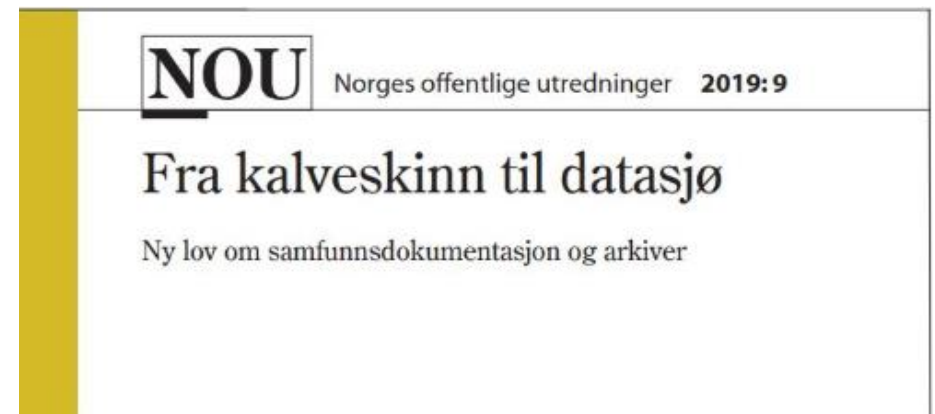 NOU Norges offentlige utredninger 2019: 9
Fra kalveskinn til datasjø
Ny lov om samfunnsdokumentasjon og arkiver